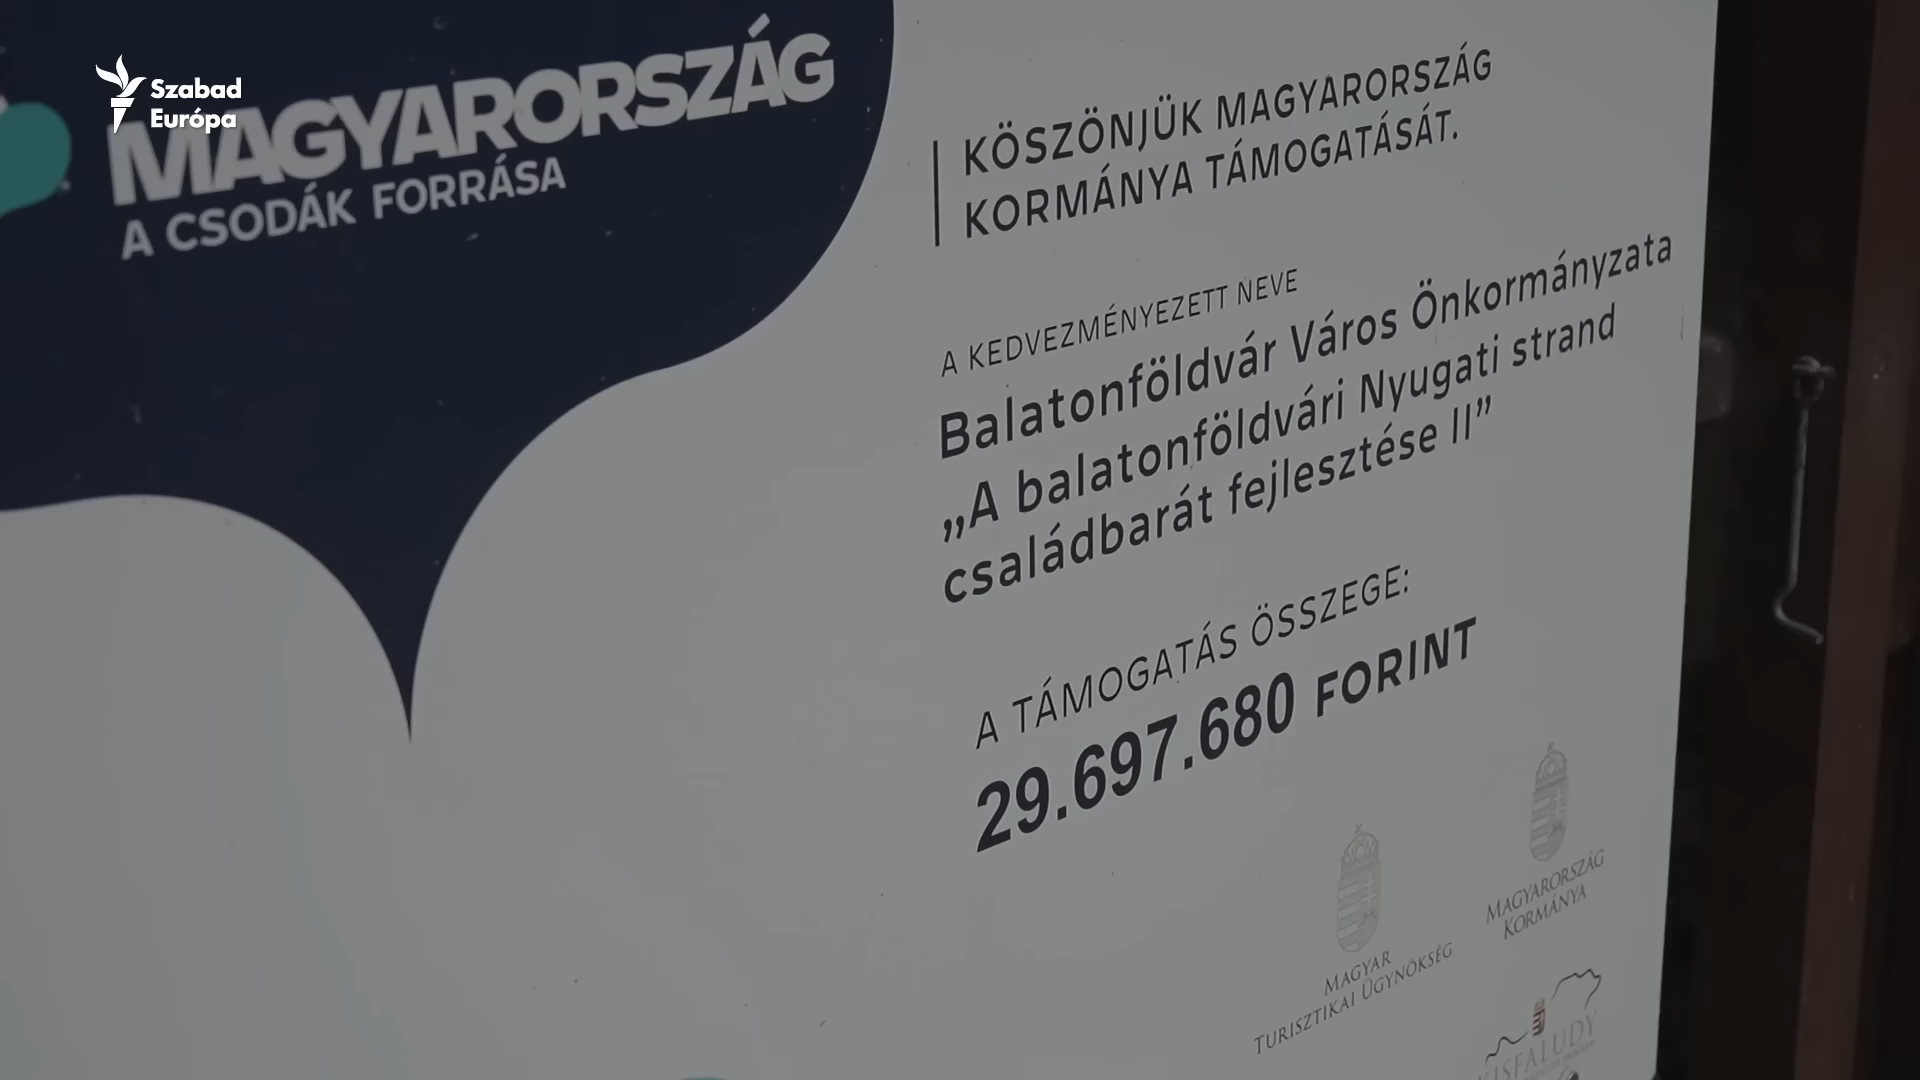 Szabad
Európa
MAGYARORSZÁG
A CSODÁK FORRÁSA
KÖSZÖNJÜK MAGYARORSZÁG
KORMÁNYA TÁMOGATÁSÁT.
A KEDVEZMÉNYEZETT NEVE
Balatonföldvár Város Önkormányzata
„A balatonföldvári Nyugati strand
családbarát fejlesztése II”
A TÁMOGATÁS ÖSSZEGE:
29.697.680 FORINT
MAGYARORSZÁG
KORMÁNYA
MAGYAR
TURISZTIKAI ÜGYNÖKSÉG
KISFALUDY